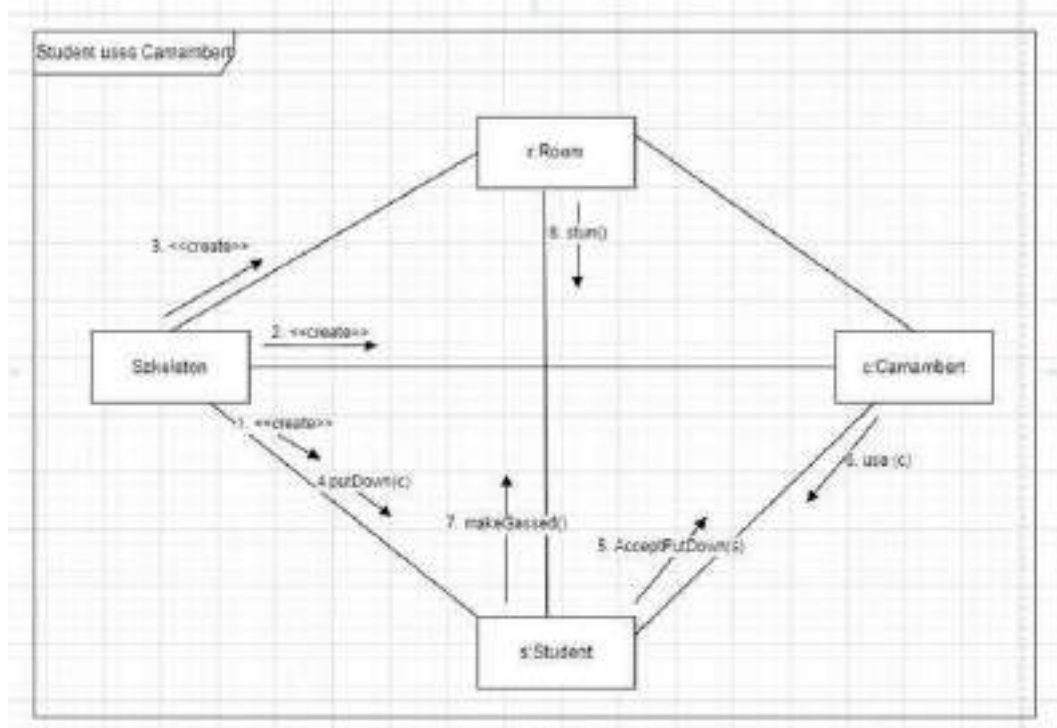 Student uses Camambert
r:Room
8. stun()
3. <<create>>
2. <<create>>
Szkeleton
c:Camambert
1. <<create>>
4.putDown(c)
6. use (c)
7. makeGassed()
5. AcceptPutDown(s)
s:Student